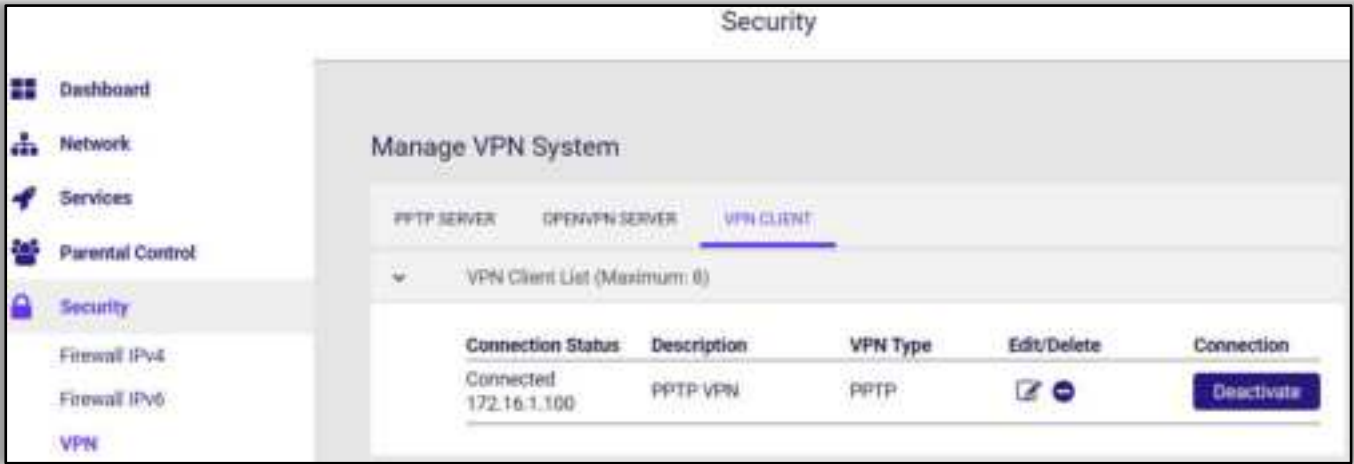 Security
Dashboard
Network
Services
Parental Control
Security
Firewall IPv4
Firewall IPv6
VPN
Manage VPN System
PPTP SERVER OPENVPN SERVER VPN CLIENT
VPN Client List (Maximum: 8)
Connection Status Description VPN Type Edit/Delete Connection
Connected PPTP VPN PPTP Deactivate
172.16.1.100